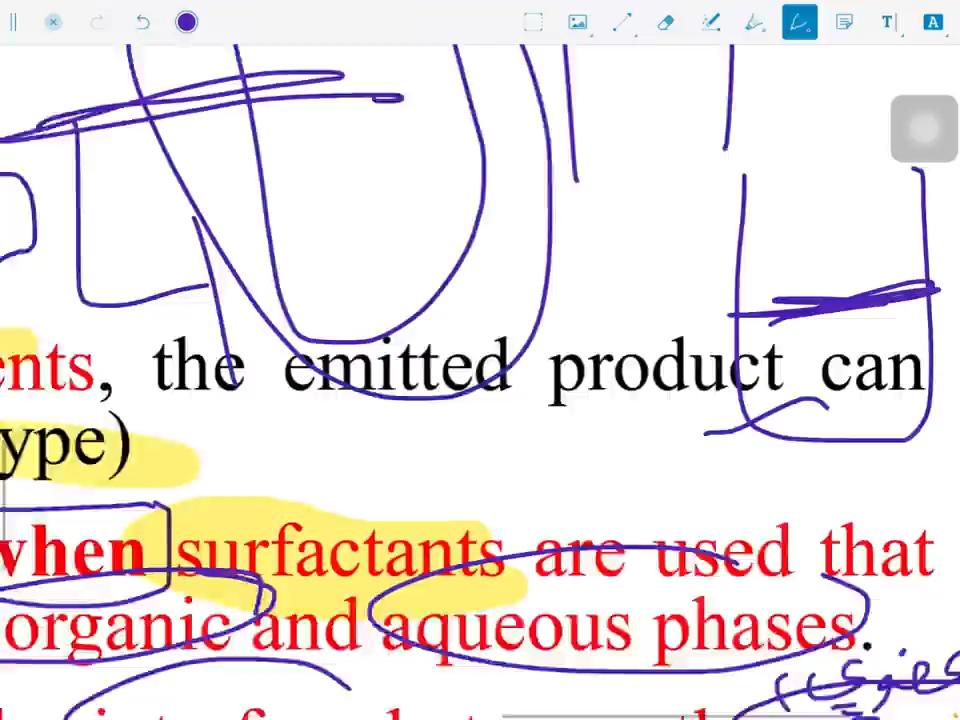 ents, the emitted product can
ype)
when surfactants are used that
organic and aqueous phases.